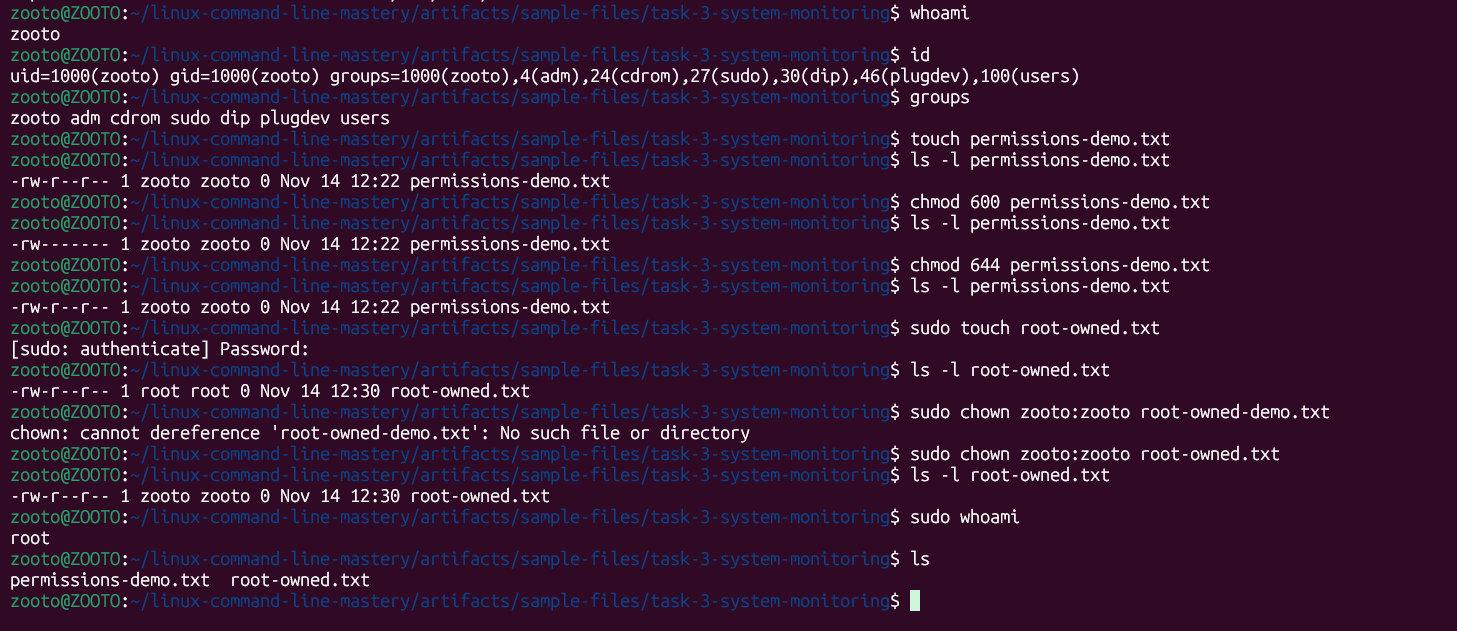 zooto@ZOOTO:~/linux-command-line-mastery/artifacts/sample-files/task-3-system-monitoring$ whoami
zooto
zooto@ZOOTO:~/linux-command-line-mastery/artifacts/sample-files/task-3-system-monitoring$ id
uid=1000(zooto) gid=1000(zooto) groups=1000(zooto),4(adm),24(cdrom),27(sudo),30(dip),46(plugdev),100(users)
zooto@ZOOTO:~/linux-command-line-mastery/artifacts/sample-files/task-3-system-monitoring$ groups
zooto adm cdrom sudo dip plugdev users
zooto@ZOOTO:~/linux-command-line-mastery/artifacts/sample-files/task-3-system-monitoring$ touch permissions-demo.txt
zooto@ZOOTO:~/linux-command-line-mastery/artifacts/sample-files/task-3-system-monitoring$ ls -l permissions-demo.txt
-rw-r--r-- 1 zooto zooto 0 Nov 14 12:22 permissions-demo.txt
zooto@ZOOTO:~/linux-command-line-mastery/artifacts/sample-files/task-3-system-monitoring$ chmod 600 permissions-demo.txt
zooto@ZOOTO:~/linux-command-line-mastery/artifacts/sample-files/task-3-system-monitoring$ ls -l permissions-demo.txt
-rw------- 1 zooto zooto 0 Nov 14 12:22 permissions-demo.txt
zooto@ZOOTO:~/linux-command-line-mastery/artifacts/sample-files/task-3-system-monitoring$ chmod 644 permissions-demo.txt
zooto@ZOOTO:~/linux-command-line-mastery/artifacts/sample-files/task-3-system-monitoring$ ls -l permissions-demo.txt
-rw-r--r-- 1 zooto zooto 0 Nov 14 12:22 permissions-demo.txt
zooto@ZOOTO:~/linux-command-line-mastery/artifacts/sample-files/task-3-system-monitoring$ sudo touch root-owned.txt
[sudo: authenticate] Password:
zooto@ZOOTO:~/linux-command-line-mastery/artifacts/sample-files/task-3-system-monitoring$ ls -l root-owned.txt
-rw-r--r-- 1 root root 0 Nov 14 12:30 root-owned.txt
zooto@ZOOTO:~/linux-command-line-mastery/artifacts/sample-files/task-3-system-monitoring$ sudo chown zooto:zooto root-owned-demo.txt
chown: cannot dereference 'root-owned-demo.txt': No such file or directory
zooto@ZOOTO:~/linux-command-line-mastery/artifacts/sample-files/task-3-system-monitoring$ sudo chown zooto:zooto root-owned.txt
zooto@ZOOTO:~/linux-command-line-mastery/artifacts/sample-files/task-3-system-monitoring$ ls -l root-owned.txt
-rw-r--r-- 1 zooto zooto 0 Nov 14 12:30 root-owned.txt
zooto@ZOOTO:~/linux-command-line-mastery/artifacts/sample-files/task-3-system-monitoring$ sudo whoami
root
zooto@ZOOTO:~/linux-command-line-mastery/artifacts/sample-files/task-3-system-monitoring$ ls
permissions-demo.txt  root-owned.txt
zooto@ZOOTO:~/linux-command-line-mastery/artifacts/sample-files/task-3-system-monitoring$